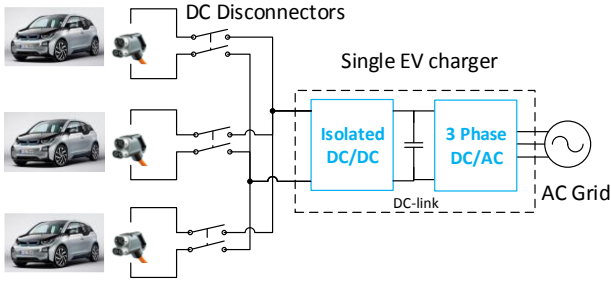 DC Disconnectors
Single EV charger
Isolated
DC/DC
3 Phase
DC/AC
AC Grid
DC-link